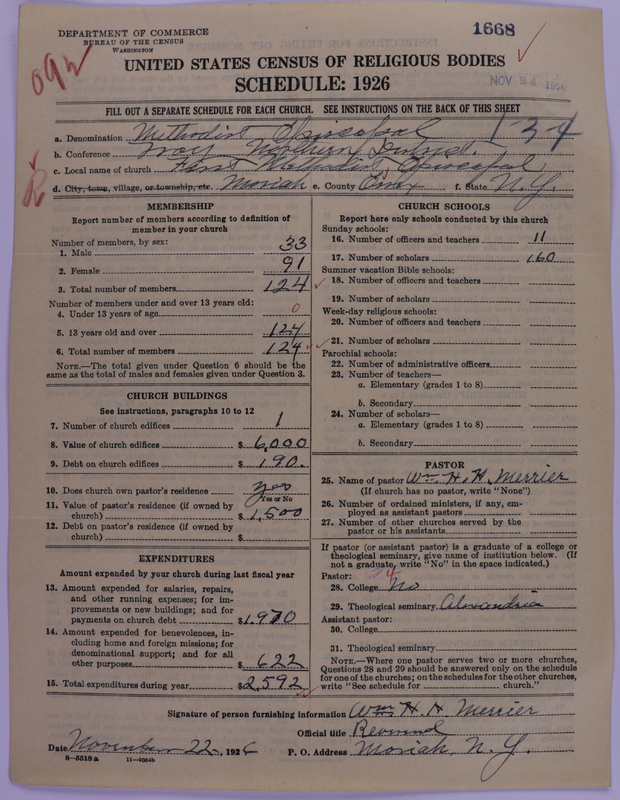 DEPARTMENT OF COMMERCE
BUREAU OF THE CENSUS
WASHINGTON
1668
UNITED STATES CENSUS OF RELIGIOUS BODIES
SCHEDULE: 1926
NOV 24
FILL OUT A SEPARATE SCHEDULE FOR EACH CHURCH. SEE INSTRUCTIONS ON THE BACK OF THIS SHEET
a. Denomination Methodist Episcopal 1-3-4
b. Conference Troy Northern District
c. Local name of church First Methodist Episcopal
d. City, town, village, or township, etc. Moriah e. County Essex f. State N.Y.
R
MEMBERSHIP
Report number of members according to definition of
member in your church
Number of members, by sex:
1. Male 33
2. Female 91
3. Total number of members 124
Number of members under and over 13 years old:
4. Under 13 years of age 0
5. 13 years old and over 124
6. Total number of members 124
NOTE.—The total given under Question 6 should be the
same as the total of males and females given under Question 3.
CHURCH BUILDINGS
See instructions, paragraphs 10 to 12
7. Number of church edifices 1
8. Value of church edifices $6,000
9. Debt on church edifices $190.
10. Does church own pastor's residence yes
Yes or No
11. Value of pastor's residence (if owned by
church) $1,500
12. Debt on pastor's residence (if owned by
church) $
EXPENDITURES
Amount expended by your church during last fiscal year
13. Amount expended for salaries, repairs,
and other running expenses; for im-
provements or new buildings; and for
payments on church debt $1,970
14. Amount expended for benevolences, in-
cluding home and foreign missions; for
denominational support; and for all
other purposes $622
15. Total expenditures during year $2,592
CHURCH SCHOOLS
Report here only schools conducted by this church
Sunday schools:
16. Number of officers and teachers 11
17. Number of scholars 160
Summer vacation Bible schools:
18. Number of officers and teachers
19. Number of scholars
Week-day religious schools:
20. Number of officers and teachers
21. Number of scholars
Parochial schools:
22. Number of administrative officers
23. Number of teachers—
a. Elementary (grades 1 to 8)
b. Secondary
24. Number of scholars—
a. Elementary (grades 1 to 8)
b. Secondary
PASTOR
25. Name of pastor Wm H. H. Merrier
(If church has no pastor, write "None")
26. Number of ordained ministers, if any, em-
ployed as assistant pastors
27. Number of other churches served by the
pastor or his assistants
If pastor (or assistant pastor) is a graduate of a college or
theological seminary, give name of institution below. (If
not a graduate, write "No" in the space indicated.)
Pastor:
28. College No
29. Theological seminary Alexandria
Assistant pastor:
30. College
31. Theological seminary
NOTE.—Where one pastor serves two or more churches,
Questions 28 and 29 should be answered only on the schedule
for one of the churches; on the schedules for the other churches,
write "See schedule for church."
Signature of person furnishing information Wm H. H Merrier
Official title Reverend
Date November 22, 1926 P. O. Address Moriah, N.Y.
8—5518 a 11—9054b